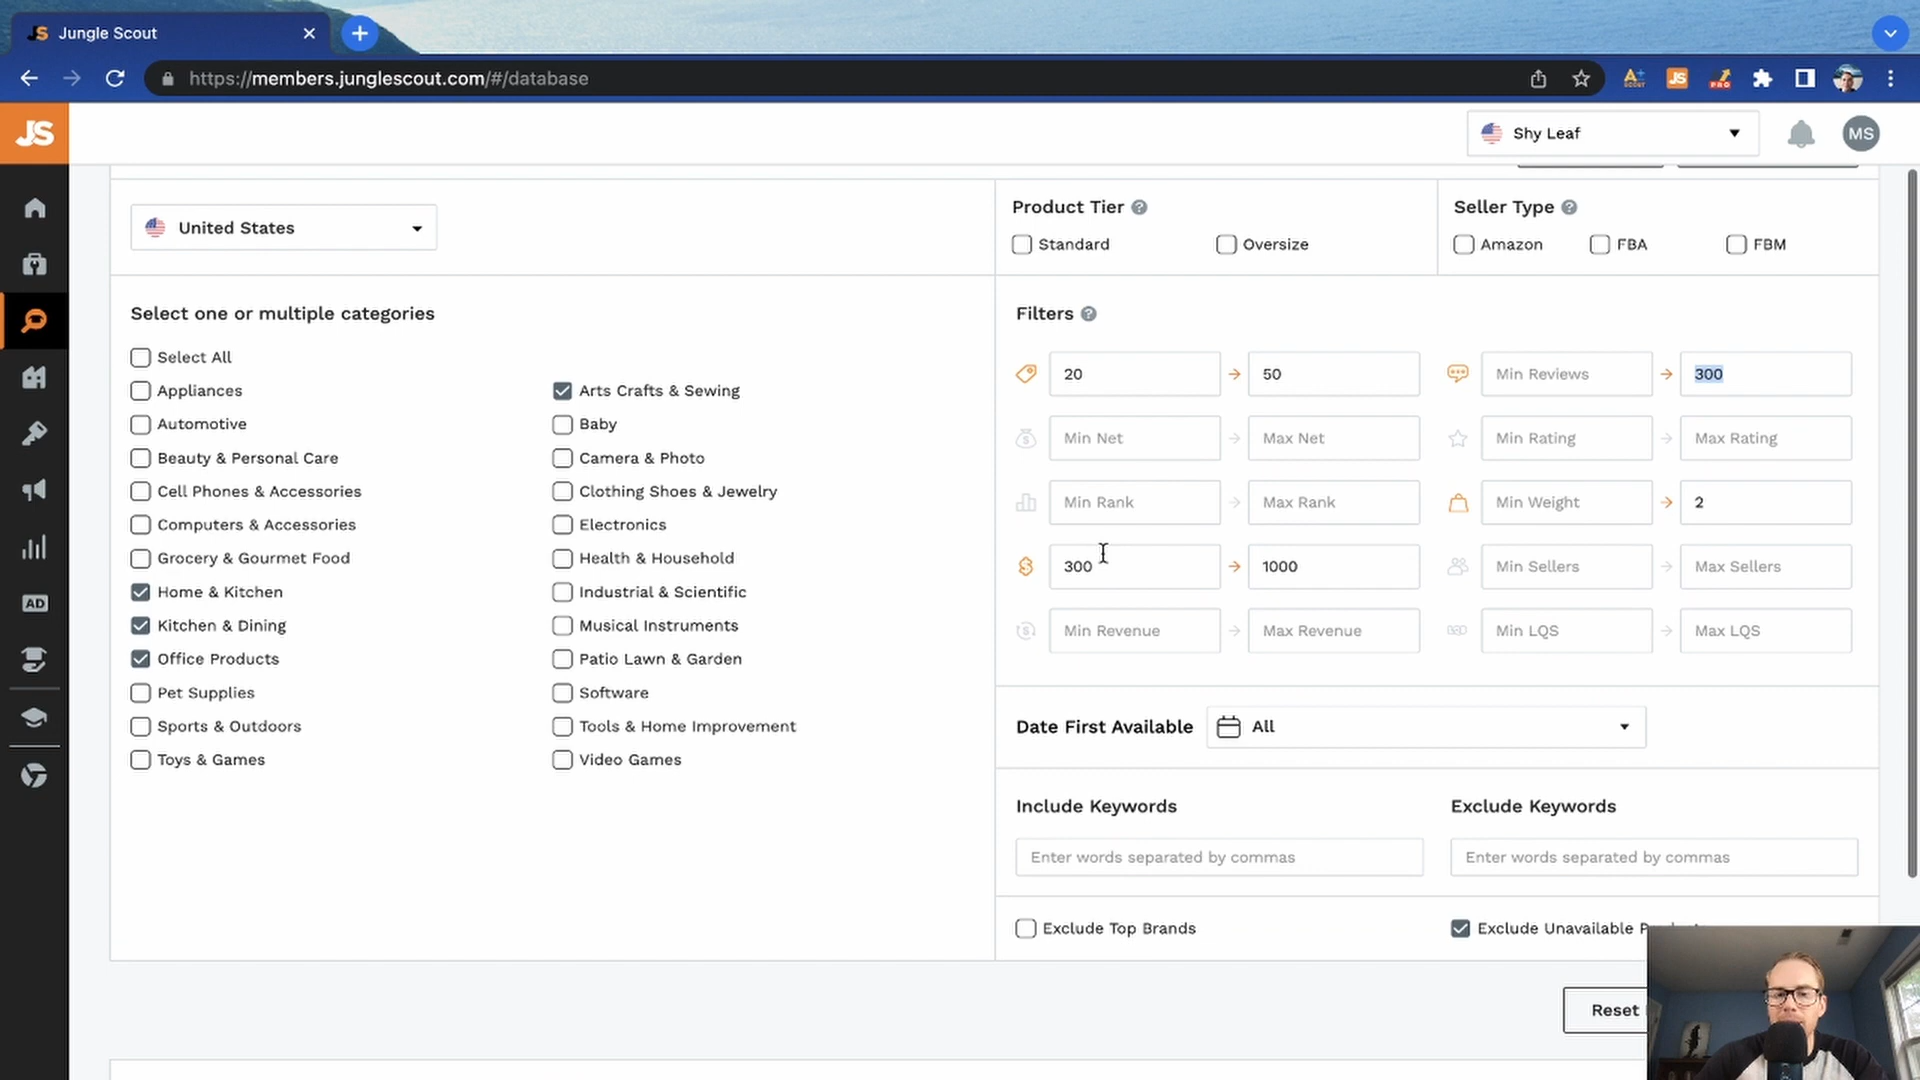 JS Jungle Scout
https://members.junglescout.com/#/database
A+ SCOUT
JS
PRO
JS
Shy Leaf
MS
United States
Product Tier ?
Standard
Oversize
Seller Type ?
Amazon
FBA
FBM
Select one or multiple categories
Select All
Appliances
Automotive
Beauty & Personal Care
Cell Phones & Accessories
Computers & Accessories
Grocery & Gourmet Food
Home & Kitchen
Kitchen & Dining
Office Products
Pet Supplies
Sports & Outdoors
Toys & Games
Arts Crafts & Sewing
Baby
Camera & Photo
Clothing Shoes & Jewelry
Electronics
Health & Household
Industrial & Scientific
Musical Instruments
Patio Lawn & Garden
Software
Tools & Home Improvement
Video Games
Filters ?
20
50
Min Reviews
300
Min Net
Max Net
Min Rating
Max Rating
Min Rank
Max Rank
Min Weight
2
300
1000
Min Sellers
Max Sellers
Min Revenue
Max Revenue
Min LQS
Max LQS
Date First Available
All
Include Keywords
Exclude Keywords
Enter words separated by commas
Enter words separated by commas
Exclude Top Brands
Exclude Unavailable
Reset
AD